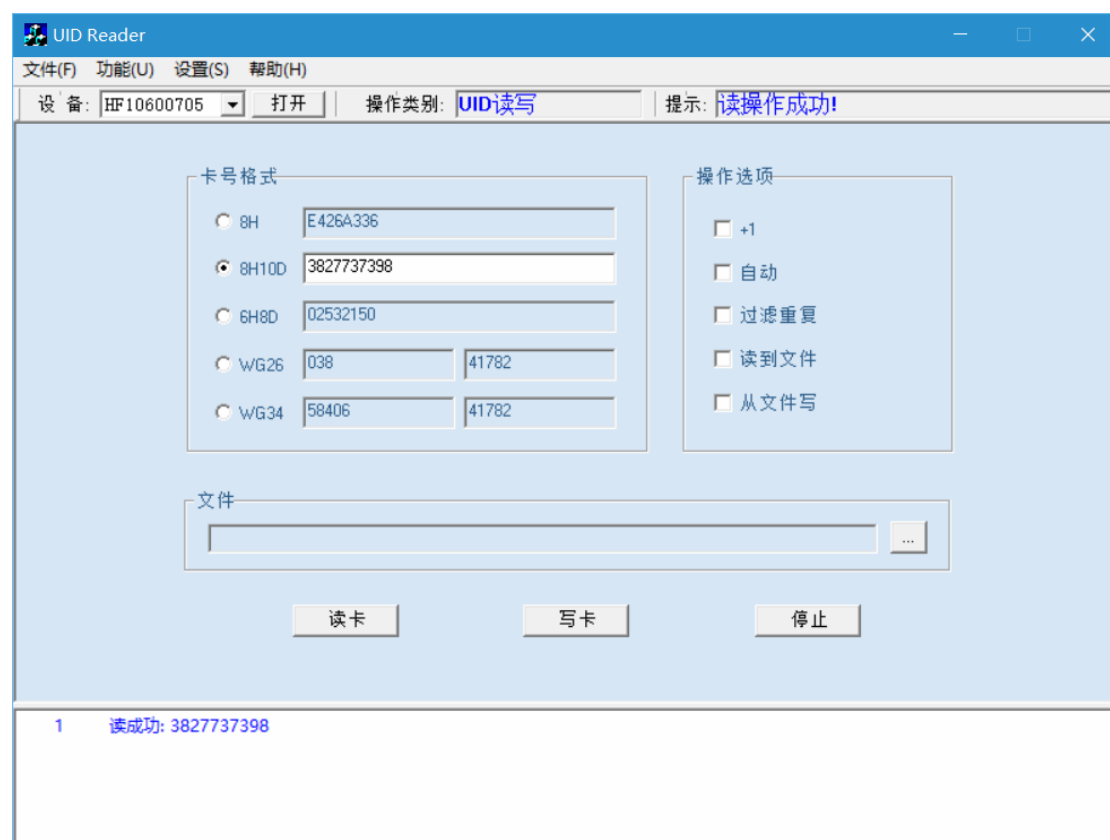 UID Reader
文件(F) 功能(U) 设置(S) 帮助(H)
设 备: HF10600705 打开 操作类别: UID读写 提示: 读操作成功!
卡号格式
8H E426A336
8H10D 3827737398
6H8D 02532150
WG26 038 41782
WG34 58406 41782
操作选项
+1
自动
过滤重复
读到文件
从文件写
文件
...
读卡 写卡 停止
1 读成功: 3827737398